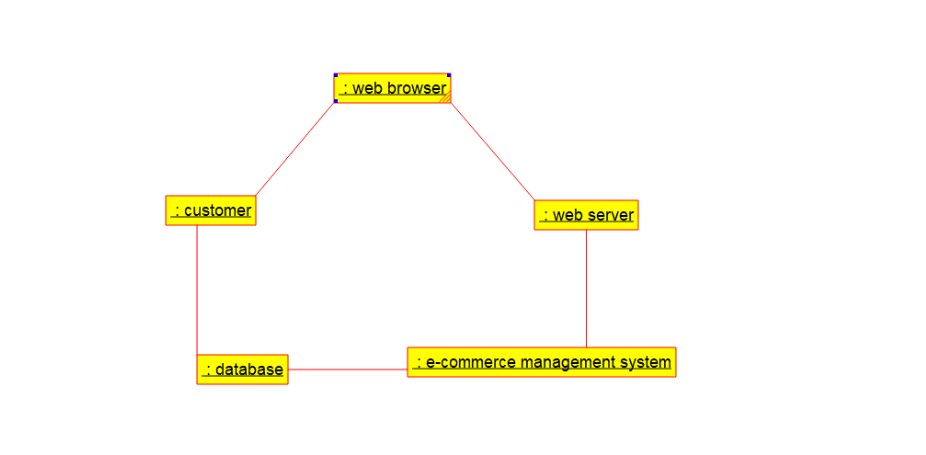 : web browser
: customer
: web server
: e-commerce management system
: database